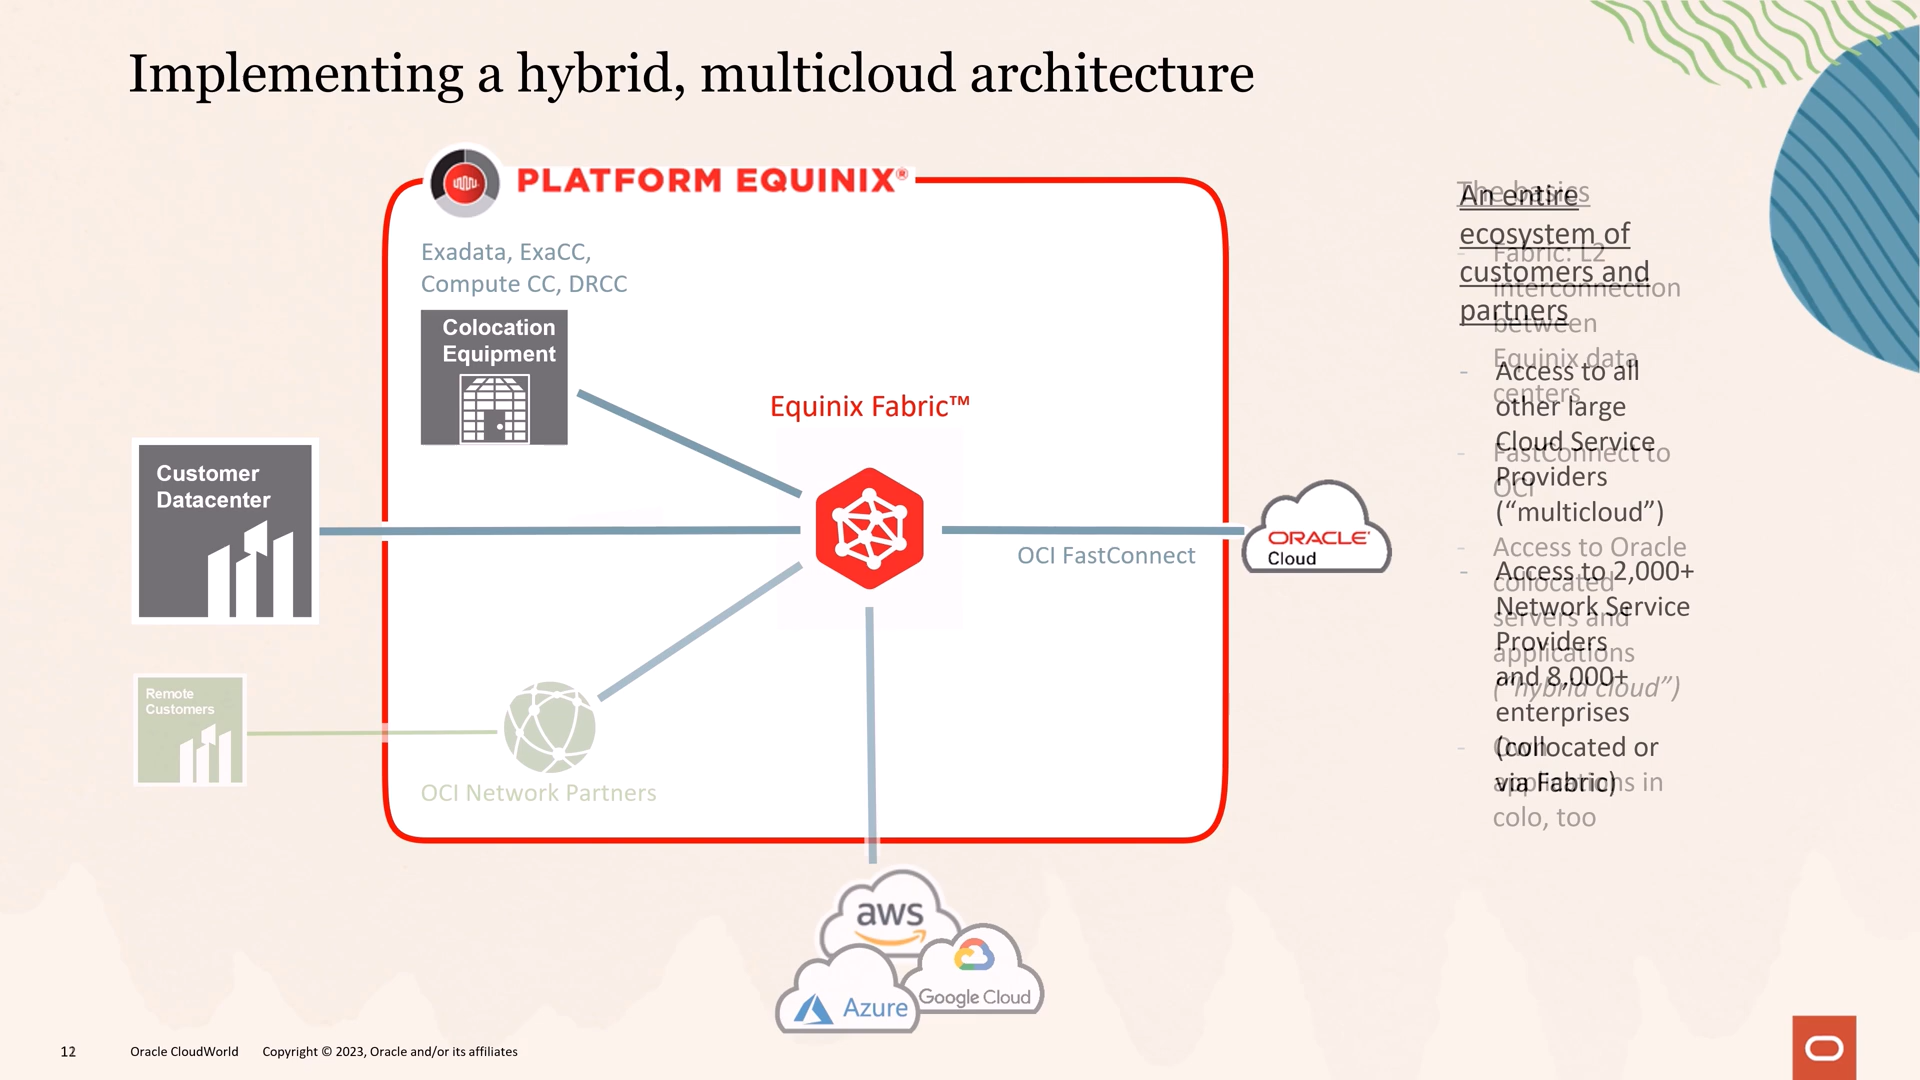 Implementing a hybrid, multicloud architecture
PLATFORM EQUINIX®
Exadata, ExaCC,
Compute CC, DRCC
Colocation
Equipment
Equinix Fabric™
Customer
Datacenter
OCI FastConnect
ORACLE
Cloud
Remote
Customers
OCI Network Partners
aws
Azure
Google Cloud
The basics
- Fabric: L2
interconnection
between
Equinix data
centers
- FastConnect to
OCI
- Access to Oracle
collocated
servers and
applications
("hybrid cloud")
- Own
applications in
colo, too
An entire
ecosystem of
customers and
partners
- Access to all
other large
Cloud Service
Providers
(“multicloud”)
- Access to 2,000+
Network Service
Providers
and 8,000+
enterprises
(collocated or
via Fabric)
12
Oracle CloudWorld
Copyright © 2023, Oracle and/or its affiliates